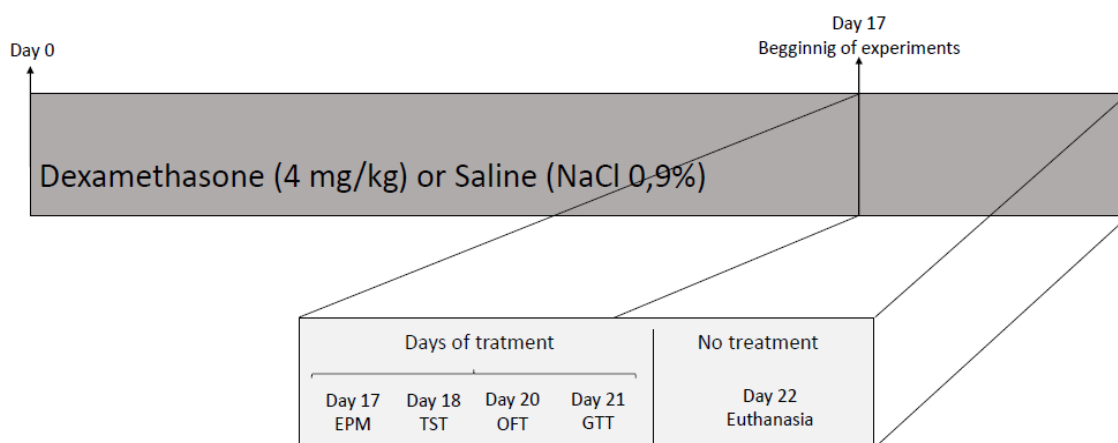 Day 0
Day 17
Begginnig of experiments
Dexamethasone (4 mg/kg) or Saline (NaCl 0,9%)
Days of tratment
No treatment
Day 17
EPM
Day 18
TST
Day 20
OFT
Day 21
GTT
Day 22
Euthanasia